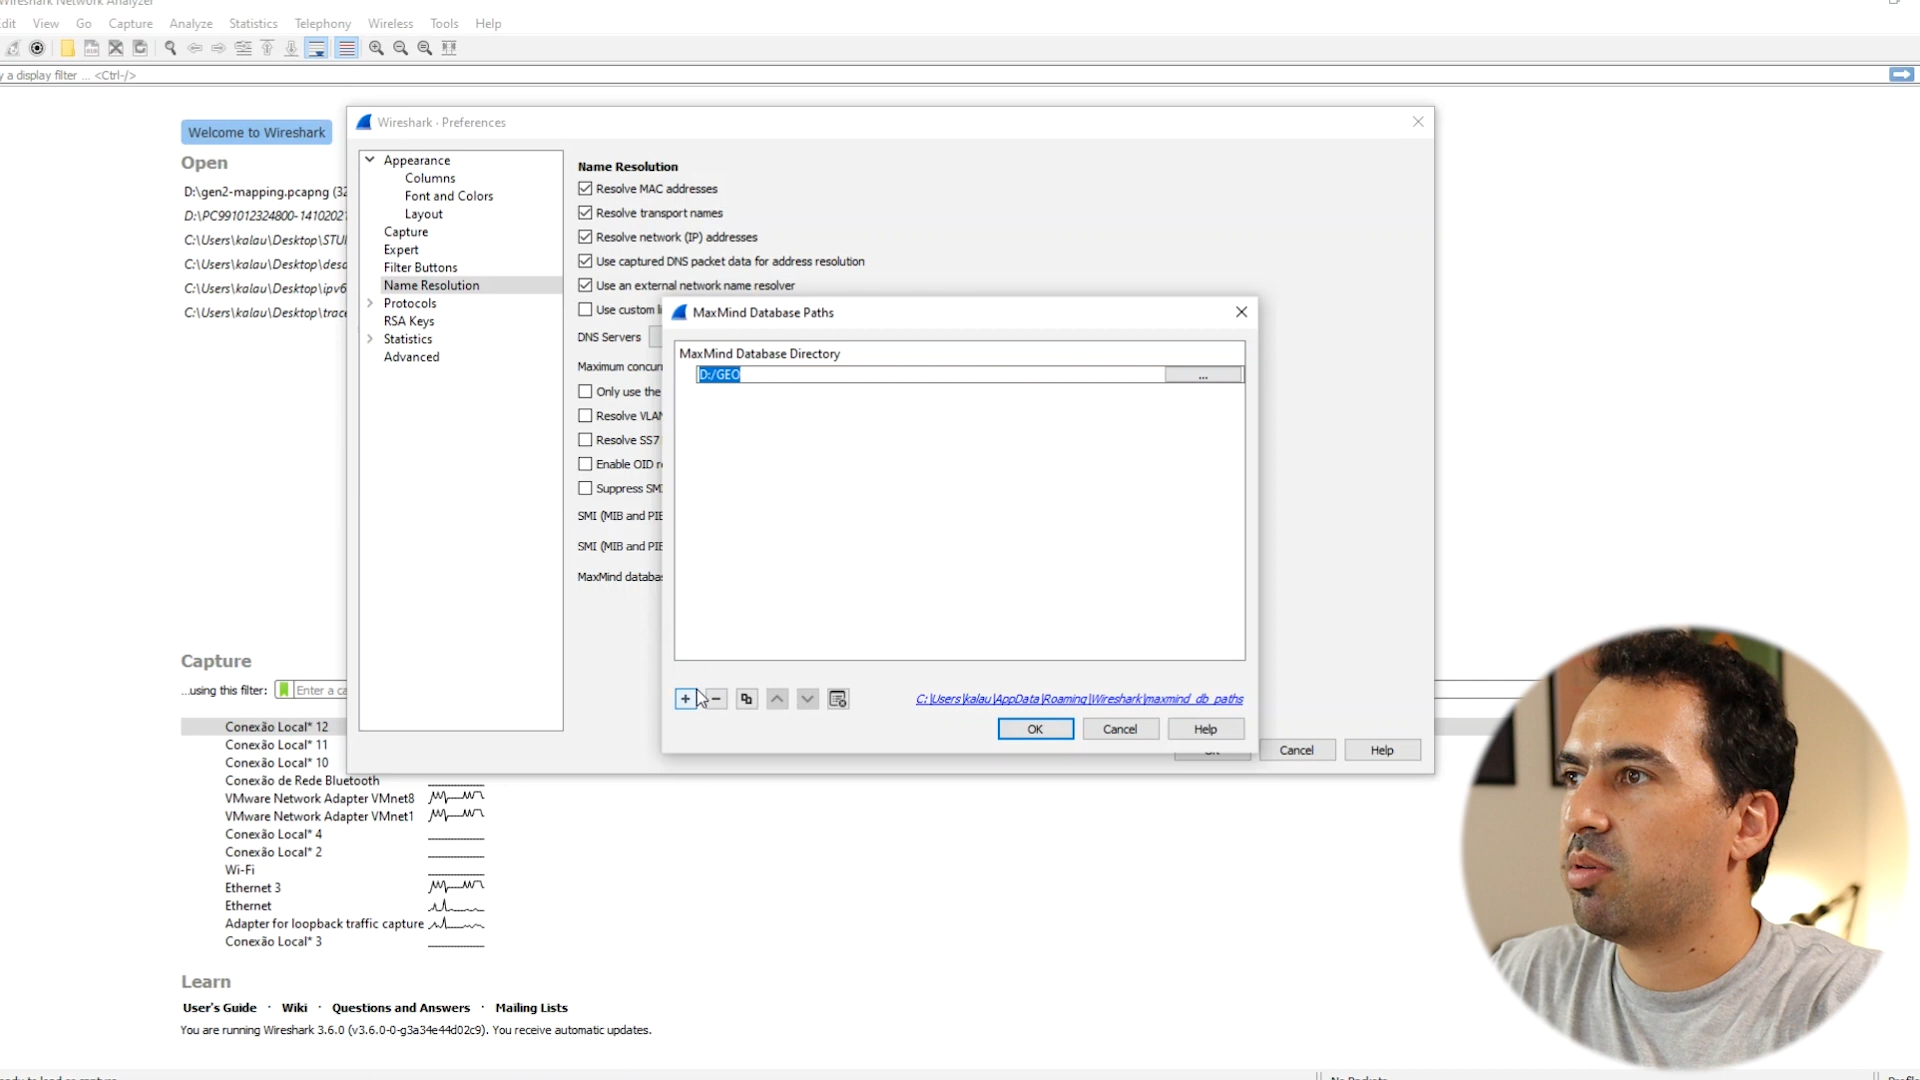 Wireshark Network Analyzer
Edit View Go Capture Analyze Statistics Telephony Wireless Tools Help
y a display filter ... <Ctrl-/>
Welcome to Wireshark
Open
D:\gen2-mapping.pcapng (32
D:\PC991012324800-14102021
C:\Users\kalau\Desktop\STU
C:\Users\kalau\Desktop\desa
C:\Users\kalau\Desktop\ipv6
C:\Users\kalau\Desktop\trace
Wireshark · Preferences
Appearance
Columns
Font and Colors
Layout
Capture
Expert
Filter Buttons
Name Resolution
Protocols
RSA Keys
Statistics
Advanced
Name Resolution
Resolve MAC addresses
Resolve transport names
Resolve network (IP) addresses
Use captured DNS packet data for address resolution
Use an external network name resolver
Use custom li
DNS Servers
Maximum concur
Only use the
Resolve VLAN
Resolve SS7
Enable OID re
Suppress SMI
SMI (MIB and PIB
SMI (MIB and PIB
MaxMind databas
MaxMind Database Paths
MaxMind Database Directory
D:/GEO
...
C:\Users\kalau\AppData\Roaming\Wireshark\maxmind_db_paths
OK Cancel Help
OK Cancel Help
Capture
...using this filter: Enter a ca
Conexão Local* 12
Conexão Local* 11
Conexão Local* 10
Conexão de Rede Bluetooth
VMware Network Adapter VMnet8
VMware Network Adapter VMnet1
Conexão Local* 4
Conexão Local* 2
Wi-Fi
Ethernet 3
Ethernet
Adapter for loopback traffic capture
Conexão Local* 3
Learn
User's Guide · Wiki · Questions and Answers · Mailing Lists
You are running Wireshark 3.6.0 (v3.6.0-0-g3a34e44d02c9). You receive automatic updates.